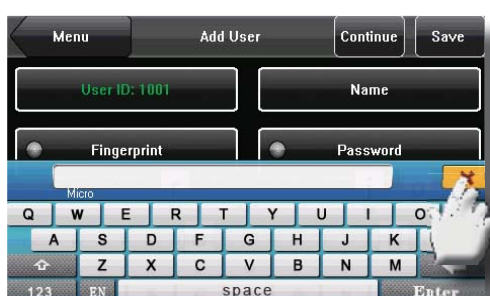 Menu Add User Continue Save
User ID: 1001 Name
Fingerprint Password
Micro
Q W E R T Y U I O
A S D F G H J K
Z X C V B N M
123 EN space Enter